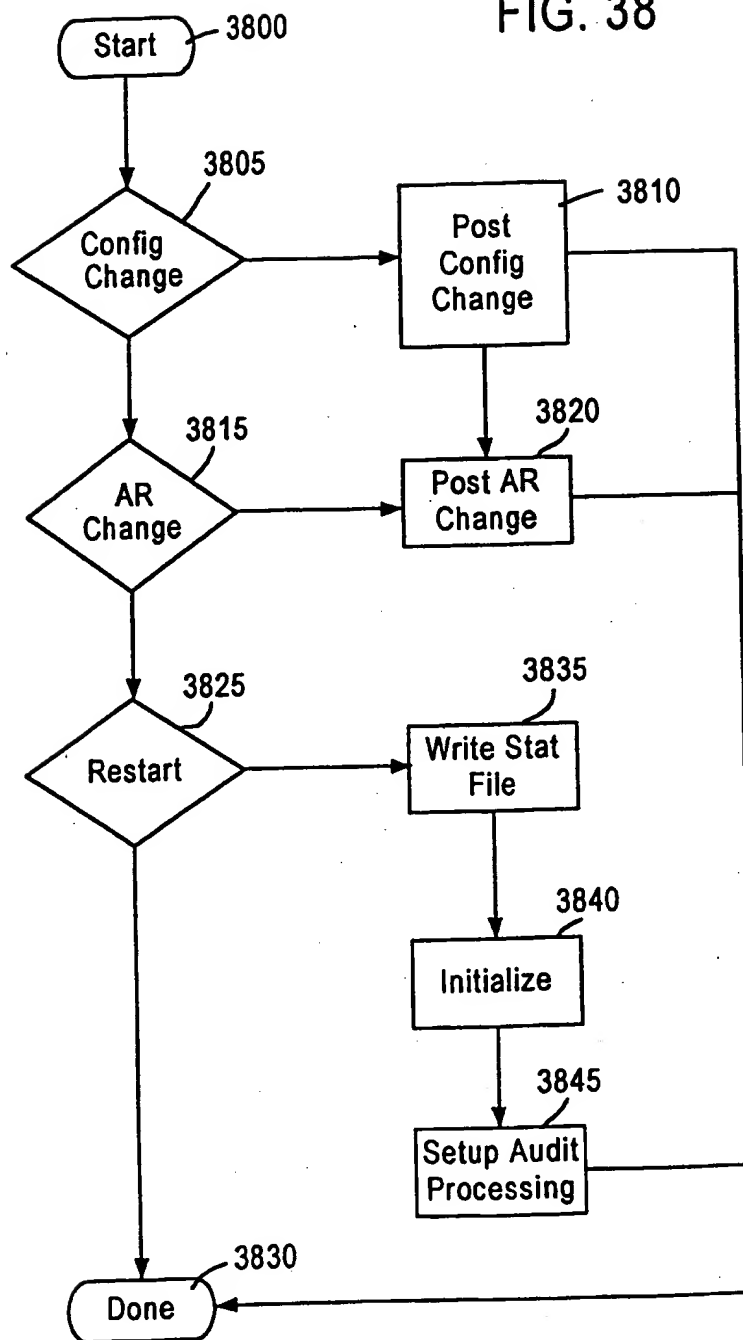 FIG. 38
Start
3800
3805
Config
Change
3810
Post
Config
Change
3815
AR
Change
3820
Post AR
Change
3825
Restart
3835
Write Stat
File
3840
Initialize
3845
Setup Audit
Processing
3830
Done